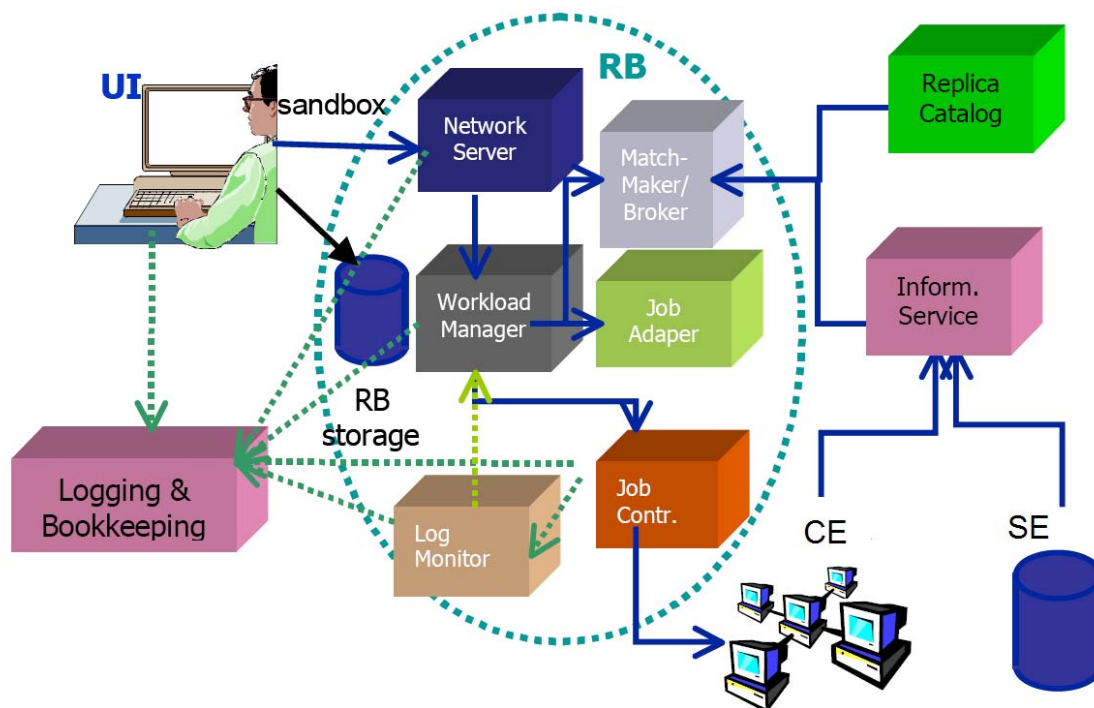 UI
sandbox
RB
Network
Server
Match-
Maker/
Broker
Replica
Catalog
Workload
Manager
Job
Adaper
Inform.
Service
RB
storage
Logging &
Bookkeeping
Log
Monitor
Job
Contr.
CE
SE